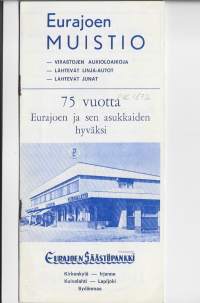 Eurajoen
MUISTIO
— VIRASTOJEN AUKIOLOAIKOJA
— LÄHTEVÄT LINJA-AUTOT
— LÄHTEVÄT JUNAT
75 vuotta
Eurajoen ja sen asukkaiden
hyväksi
EURAJOEN SÄÄSTÖPANKKI
Kirkonkylä — Irjanne
Kuivalahti — Lapijoki
Sydänmaa